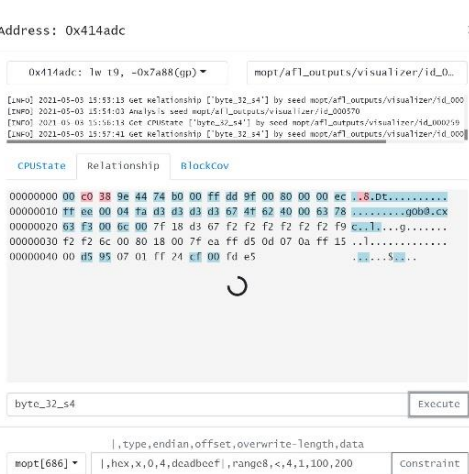 Address: 0x414adc
0x414adc: lw t9, -0x7a88(gp)
mopt/afl_outputs/visualizer/id_0…
[INFO] 2021-05-03 15:53:13 Get Relationship ['byte_32_s4'] by seed mopt/afl_outputs/visualizer/id_000
[INFO] 2021-05-03 15:54:03 Analysis seed mopt/afl_outputs/visualizer/id_000570
[INFO] 2021-05-03 15:56:13 Get CPUState ['byte_32_s4'] by seed mopt/afl_outputs/visualizer/id_000259
[INFO] 2021-05-03 15:57:41 Get Relationship ['byte_32_s4'] by seed mopt/afl_outputs/visualizer/id_000
CPUState Relationship BlockCov
00000000 00 c0 38 9e 44 74 b0 00 ff dd 9f 00 80 00 00 ec ..8.Dt..........
00000010 ff ee 00 04 fa d3 d3 d3 d3 67 4f 62 40 00 63 78 .........gOb@.cx
00000020 63 f3 00 6c 00 7f 18 d3 67 f2 f2 f2 f2 f2 f2 f9 c..l....g.......
00000030 f2 f2 6c 00 80 18 00 7f ea ff d5 0d 07 0a ff 15 ..l.............
00000040 00 d5 95 07 01 ff 24 cf 00 fd e5
byte_32_s4
Execute
|,type,endian,offset,overwrite-length,data
mopt[686]
|,hex,x,0,4,deadbeef|,range8,<,4,1,100,200
Constraint